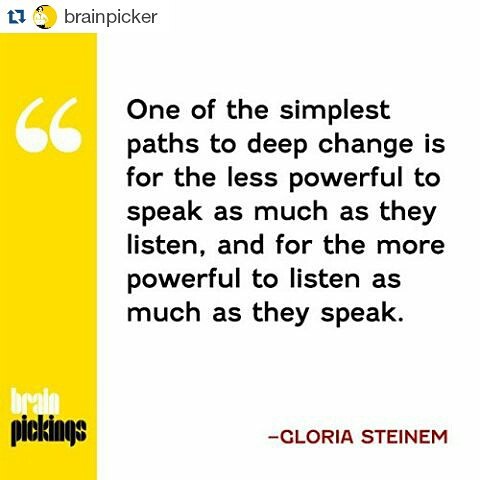 brainpicker
“
One of the simplest
paths to deep change is
for the less powerful to
speak as much as they
listen, and for the more
powerful to listen as
much as they speak.
brain
pickings
–GLORIA STEINEM